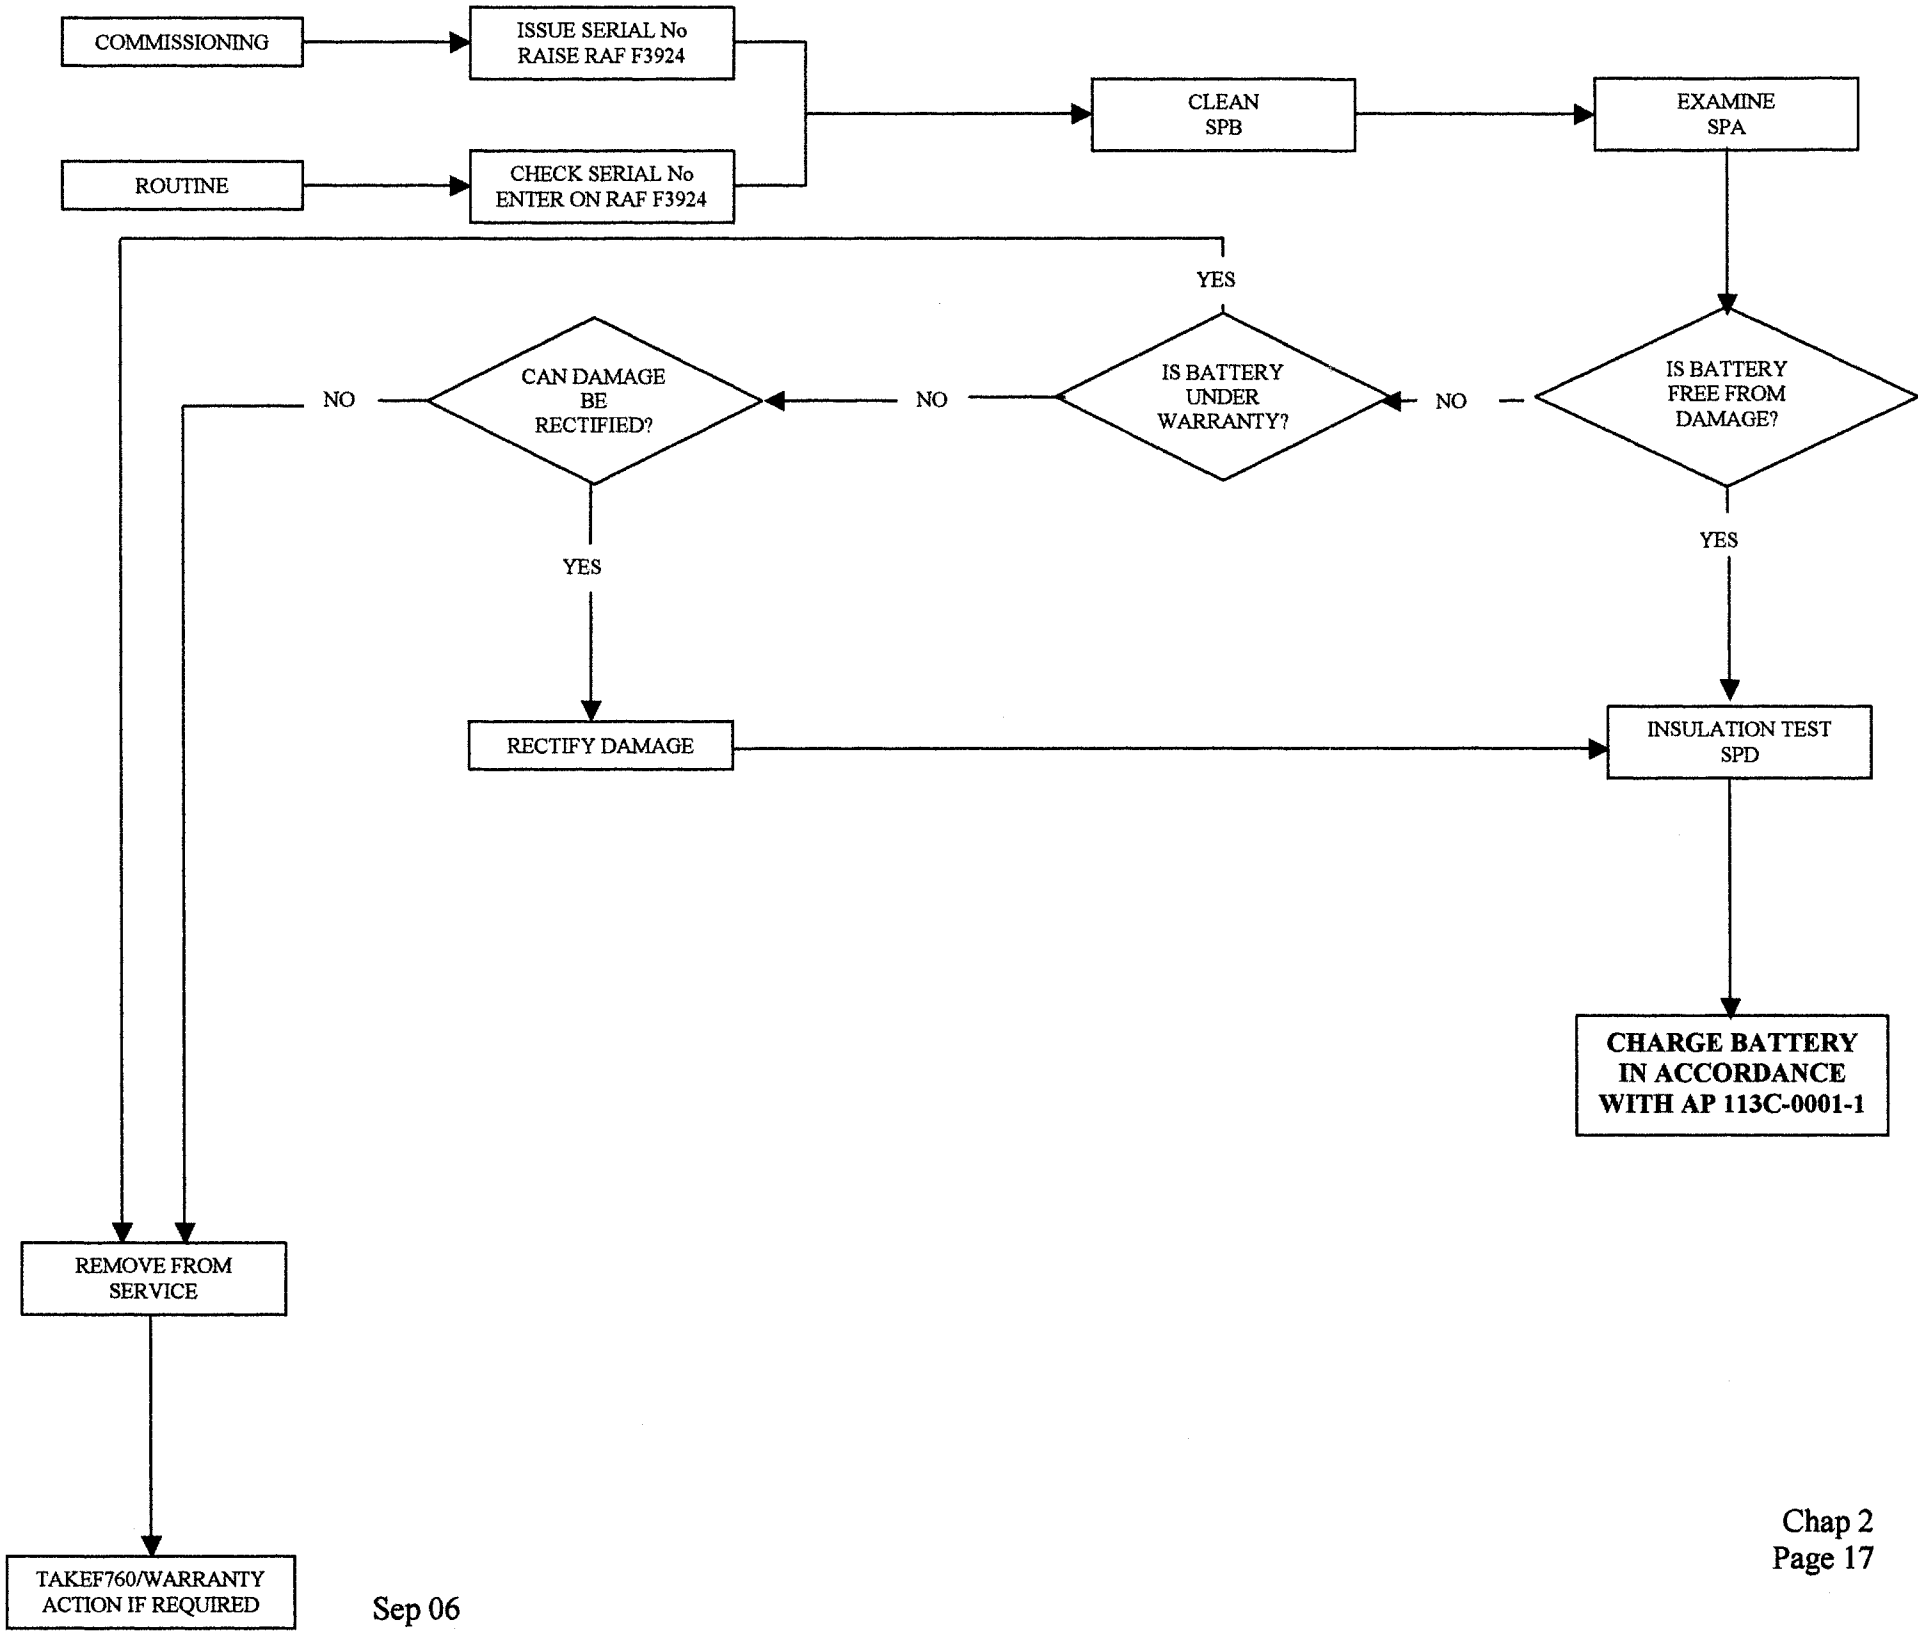 COMMISSIONING
ISSUE SERIAL No
RAISE RAF F3924
CLEAN
SPB
EXAMINE
SPA
ROUTINE
CHECK SERIAL No
ENTER ON RAF F3924
YES
CAN DAMAGE
BE
RECTIFIED?
IS BATTERY
UNDER
WARRANTY?
IS BATTERY
FREE FROM
DAMAGE?
NO
NO
NO
YES
YES
RECTIFY DAMAGE
INSULATION TEST
SPD
CHARGE BATTERY
IN ACCORDANCE
WITH AP 113C-0001-1
REMOVE FROM
SERVICE
TAKEF760/WARRANTY
ACTION IF REQUIRED
Sep 06
Chap 2
Page 17